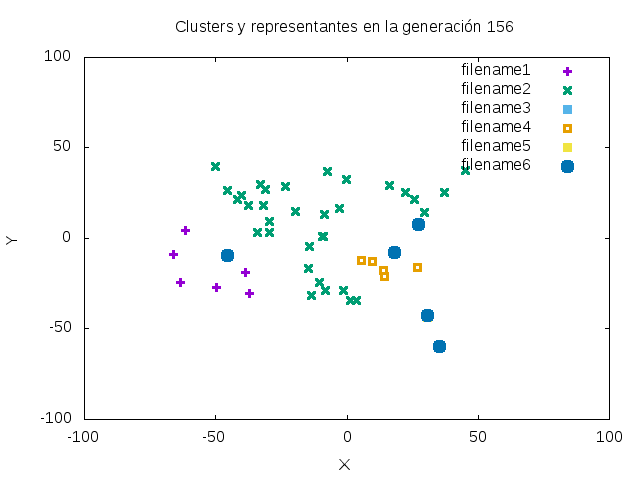 Clusters y representantes en la generación 156
100
50
0
-50
-100
-100 -50 0 50 100
Y
X
filename1
filename2
filename3
filename4
filename5
filename6